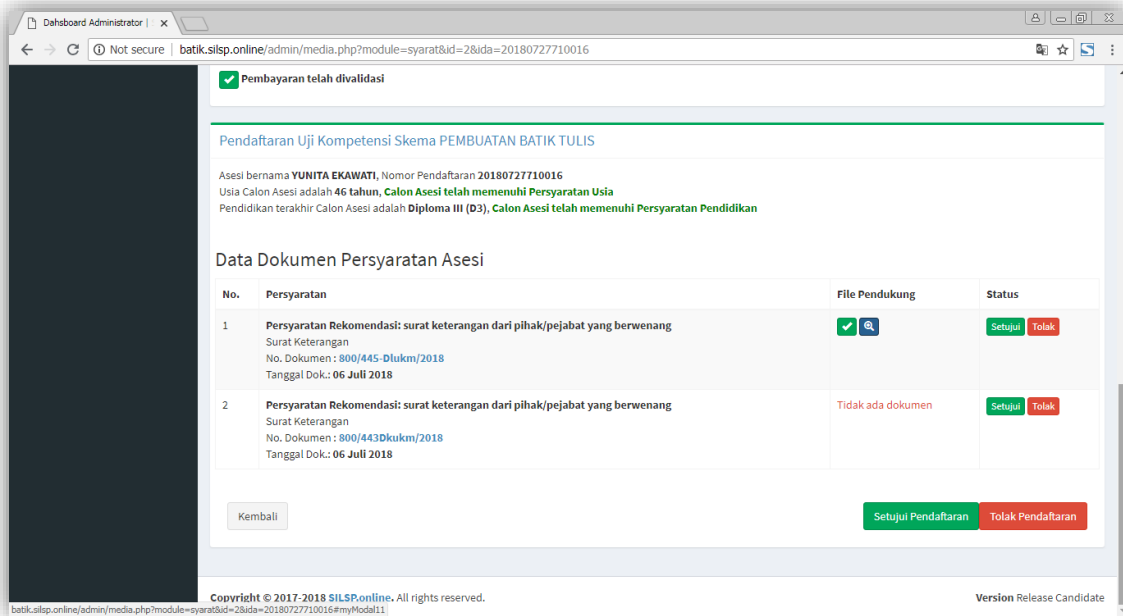 Dahsboard Administrator |
Not secure | batik.silsp.online/admin/media.php?module=syarat&id=2&ida=20180727710016
Pembayaran telah divalidasi
Pendaftaran Uji Kompetensi Skema PEMBUATAN BATIK TULIS
Asesi bernama YUNITA EKAWATI, Nomor Pendaftaran 20180727710016
Usia Calon Asesi adalah 46 tahun, Calon Asesi telah memenuhi Persyaratan Usia
Pendidikan terakhir Calon Asesi adalah Diploma III (D3), Calon Asesi telah memenuhi Persyaratan Pendidikan
Data Dokumen Persyaratan Asesi
No. Persyaratan File Pendukung Status
1 Persyaratan Rekomendasi: surat keterangan dari pihak/pejabat yang berwenang Setujui Tolak
Surat Keterangan
No. Dokumen : 800/445-Dlukm/2018
Tanggal Dok.: 06 Juli 2018
2 Persyaratan Rekomendasi: surat keterangan dari pihak/pejabat yang berwenang Tidak ada dokumen Setujui Tolak
Surat Keterangan
No. Dokumen : 800/443Dkukm/2018
Tanggal Dok.: 06 Juli 2018
Kembali Setujui Pendaftaran Tolak Pendaftaran
Copyright © 2017-2018 SILSP.online. All rights reserved. Version Release Candidate
batik.silsp.online/admin/media.php?module=syarat&id=2&ida=20180727710016#myModal11